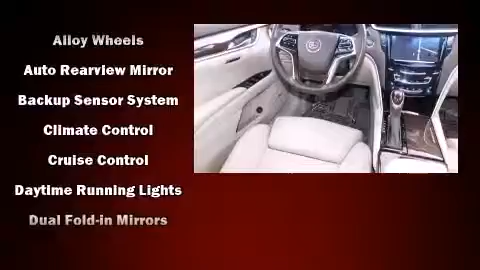 Alloy Wheels
Auto Rearview Mirror
Backup Sensor System
Climate Control
Cruise Control
Daytime Running Lights
Dual Fold-in Mirrors